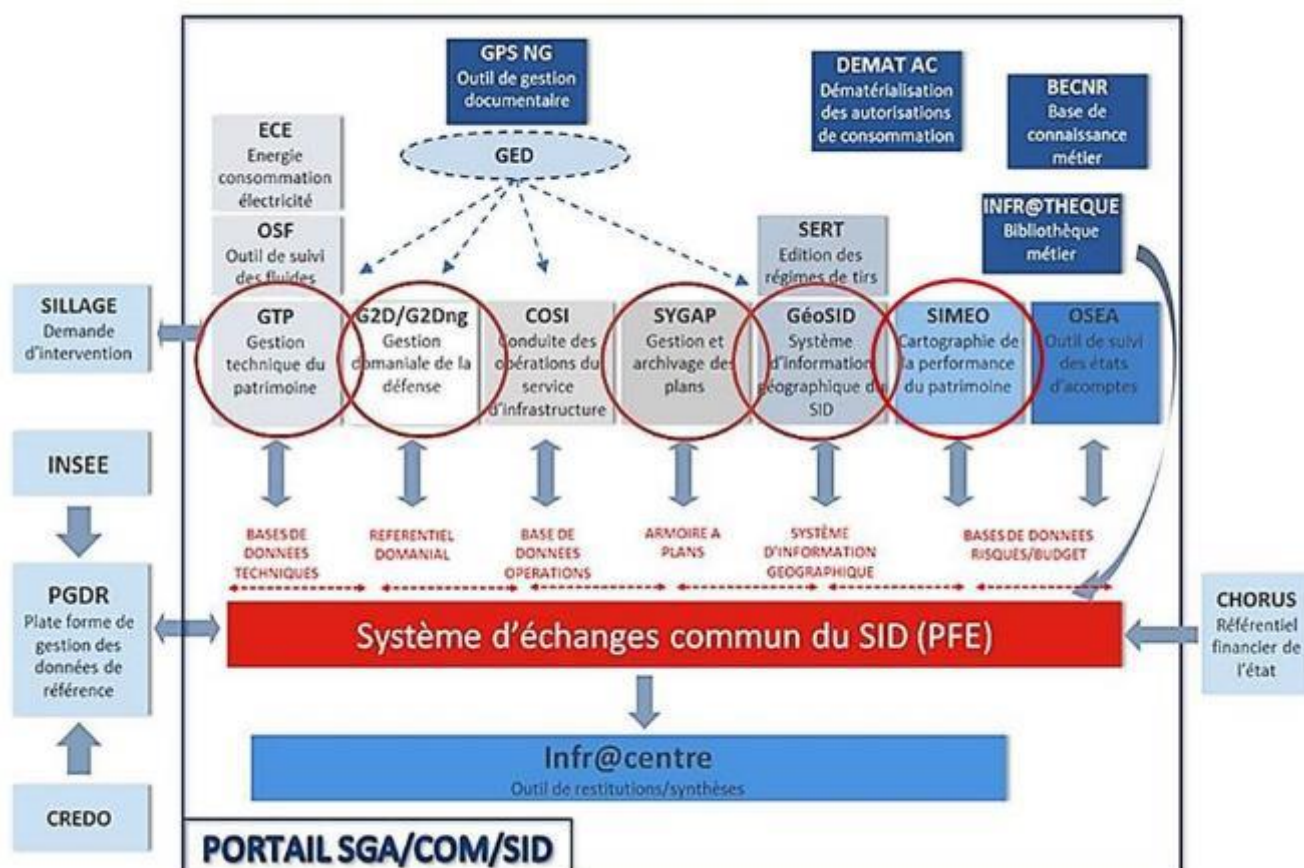 GPS NG
Outil de gestion
documentaire
DEMAT AC
Dématérialisation
des autorisations
de consommation
BECNR
Base de
connaissance
métier
ECE
Energie
consommation
électricité
GED
INFR@THEQUE
Bibliothèque
métier
OSF
Outil de suivi
des fluides
SERT
Edition des
régimes de tirs
SILLAGE
Demande
d'intervention
GTP
Gestion
technique du
patrimoine
G2D/G2Dng
Gestion
domaniale de la
défense
COSI
Conduite des
opérations du
service
d'infrastructure
SYGAP
Gestion et
archivage des
plans
GéoSID
Système
d'information
géographique du
SID
SIMEO
Cartographie de
la performance
du patrimoine
OSEA
Outil de suivi
des états
d'acomptes
INSEE
BASES DE
DONNÉES
TECHNIQUES
REFERENTIEL
DOMANIAL
BASE DE
DONNÉES
OPERATIONS
ARMOIRE A
PLANS
SYSTÈME
D'INFORMATION
GEOGRAPHIQUE
BASES DE DONNÉES
RISQUES/BUDGET
PGDR
Plate forme de
gestion des
données de
référence
Système d'échanges commun du SID (PFE)
CHORUS
Référentiel
financier de
l'état
Infr@centre
Outil de restitutions/synthèses
CREDO
PORTAIL SGA/COM/SID